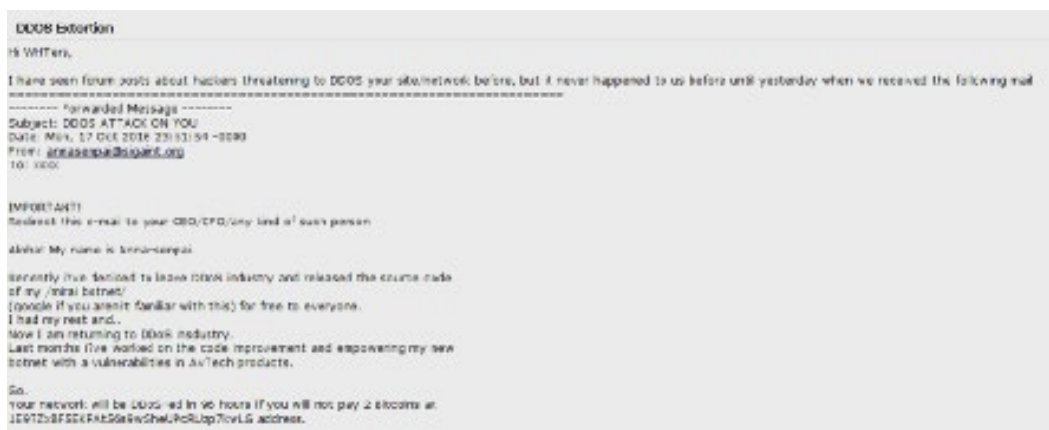 DDOS Extortion
Hi WHTers,
I have seen forum posts about hackers threatening to DDOS your site/network before, but it never happened to us before until yesterday when we received the following mail
========================================================================
-------- Forwarded Message --------
Subject: DDOS ATTACK ON YOU
Date: Mon, 17 Oct 2016 23:51:54 -0000
From: annasenpai@sigaint.org
To: xxx
IMPORTANT!
Redirect this e-mail to your CEO/CFO/any kind of such person
Aloha! My name is Anna-senpai
Recently i've decided to leave DDoS industry and released the source code
of my /mirai botnet/
(google if you aren't familiar with this) for free to everyone.
I had my rest and..
Now I am returning to DDoS insdustry.
Last months i've worked on the code improvement and empowering my new
botnet with a vulnerabilities in AvTech products.
So.
Your network will be DDoS-ed in 96 hours if you will not pay 2 bitcoins at
address.